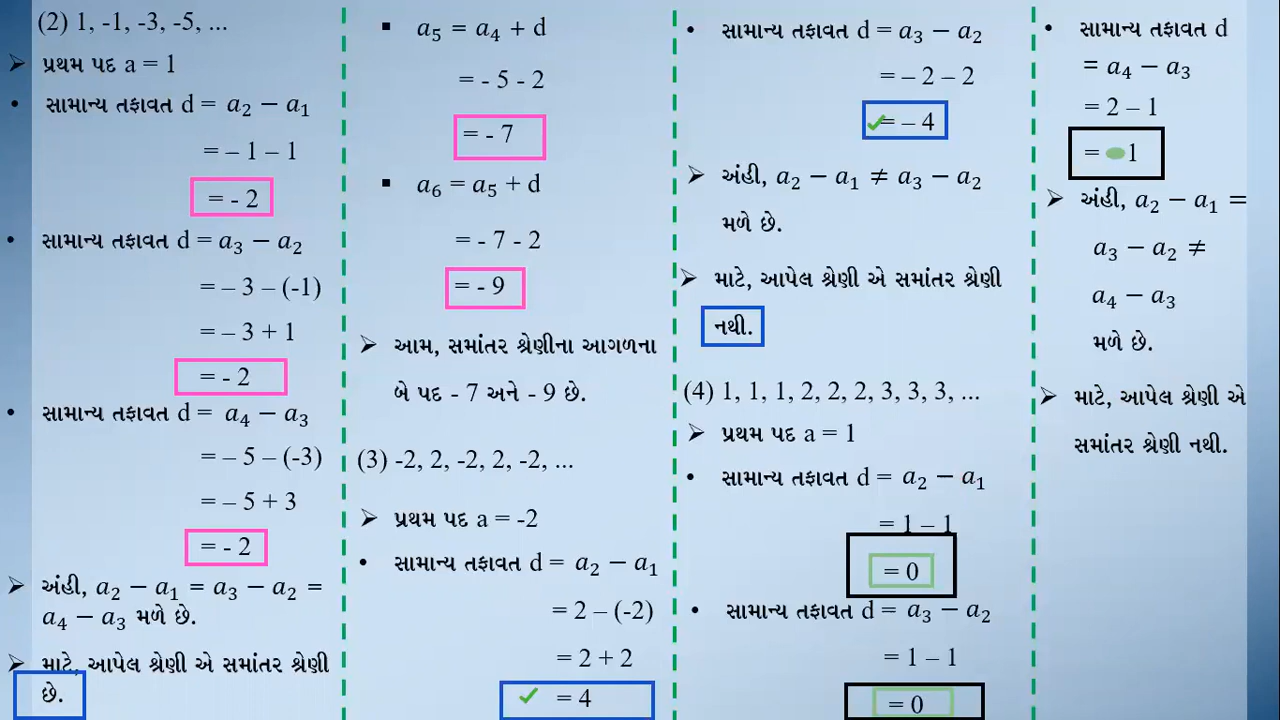 (2) 1, -1, -3, -5, ...
➢ પ્રથમ પદ a = 1
• સામાન્ય તફાવત d = a₂ − a₁
= – 1 – 1
= - 2
• સામાન્ય તફાવત d = a₃ − a₂
= – 3 – (-1)
= – 3 + 1
= - 2
• સામાન્ય તફાવત d = a₄ − a₃
= – 5 – (-3)
= – 5 + 3
= - 2
➢ અંહી, a₂ − a₁ = a₃ − a₂ =
a₄ − a₃ મળે છે.
➢ માટે, આપેલ શ્રેણી એ સમાંતર શ્રેણી
છે.
▪ a₅ = a₄ + d
= - 5 - 2
= - 7
▪ a₆ = a₅ + d
= - 7 - 2
= - 9
➢ આમ, સમાંતર શ્રેણીના આગળના
બે પદ - 7 અને - 9 છે.
(3) -2, 2, -2, 2, -2, ...
➢ પ્રથમ પદ a = -2
• સામાન્ય તફાવત d = a₂ − a₁
= 2 – (-2)
= 2 + 2
✓ = 4
• સામાન્ય તફાવત d = a₃ − a₂
= – 2 – 2
✓= – 4
➢ અંહી, a₂ − a₁ ≠ a₃ − a₂
મળે છે.
➢ માટે, આપેલ શ્રેણી એ સમાંતર શ્રેણી
નથી.
(4) 1, 1, 1, 2, 2, 2, 3, 3, 3, ...
➢ પ્રથમ પદ a = 1
• સામાન્ય તફાવત d = a₂ − a₁
= 1 – 1
= 0
• સામાન્ય તફાવત d = a₃ − a₂
= 1 – 1
= 0
• સામાન્ય તફાવત d
= a₄ − a₃
= 2 – 1
= 1
➢ અંહી, a₂ − a₁ =
a₃ − a₂ ≠
a₄ − a₃
મળે છે.
➢ માટે, આપેલ શ્રેણી એ
સમાંતર શ્રેણી નથી.